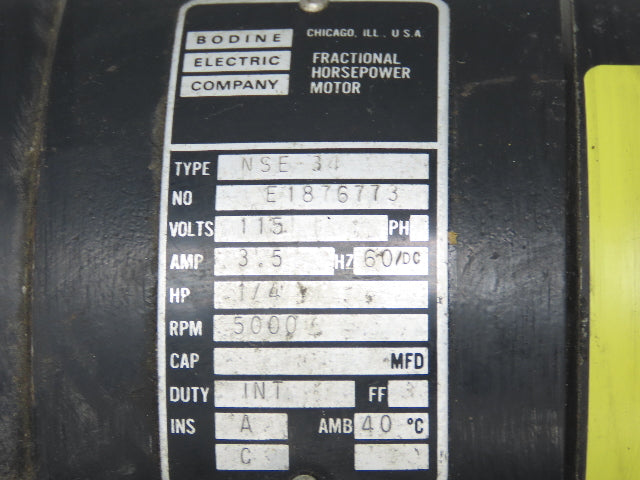 BODINE
ELECTRIC
COMPANY
CHICAGO, ILL., U.S.A.
FRACTIONAL
HORSEPOWER
MOTOR
TYPE NSE-34
NO E1876773
VOLTS 115 PH
AMP 3.5 HZ 60/DC
HP 1/4
RPM 5000
CAP MFD
DUTY INT FF 3
INS A AMB 40 °C
C